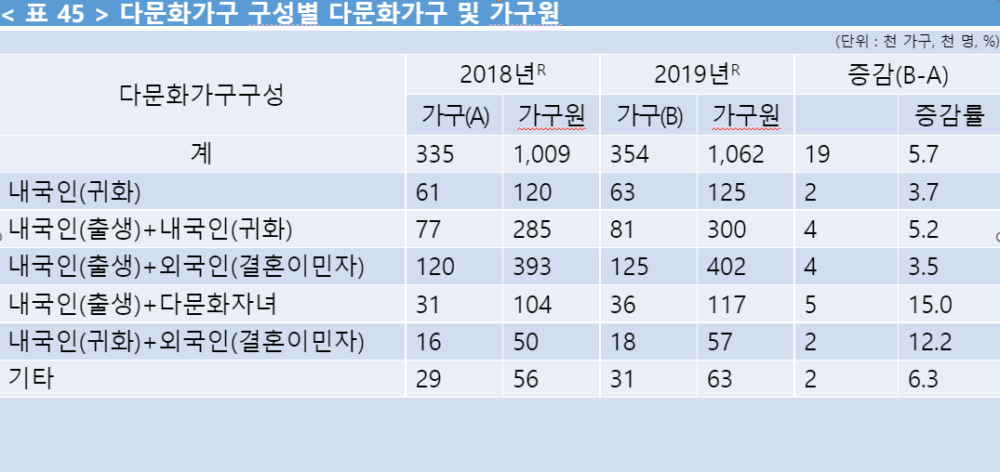 < 표 45 > 다문화가구 구성별 다문화가구 및 가구원
(단위 : 천 가구, 천 명, %)
다문화가구구성 2018년R 2019년R 증감(B-A)
가구(A) 가구원 가구(B) 가구원 증감률
계 335 1,009 354 1,062 19 5.7
내국인(귀화) 61 120 63 125 2 3.7
내국인(출생)+내국인(귀화) 77 285 81 300 4 5.2
내국인(출생)+외국인(결혼이민자) 120 393 125 402 4 3.5
내국인(출생)+다문화자녀 31 104 36 117 5 15.0
내국인(귀화)+외국인(결혼이민자) 16 50 18 57 2 12.2
기타 29 56 31 63 2 6.3